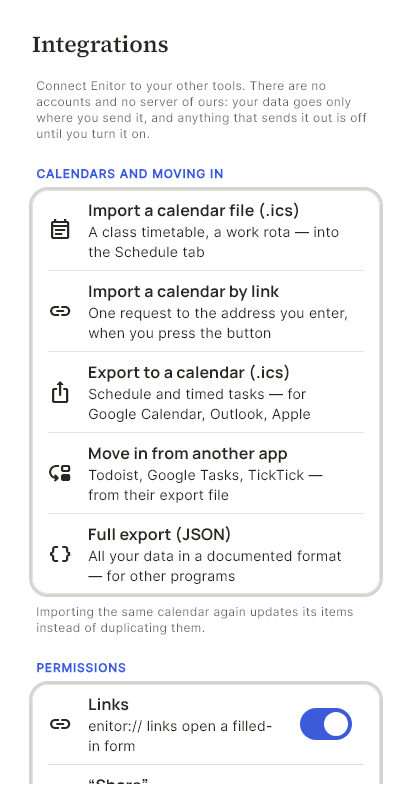 Integrations
Connect Enitor to your other tools. There are no
accounts and no server of ours: your data goes only
where you send it, and anything that sends it out is off
until you turn it on.
CALENDARS AND MOVING IN
Import a calendar file (.ics)
A class timetable, a work rota — into
the Schedule tab
Import a calendar by link
One request to the address you enter,
when you press the button
Export to a calendar (.ics)
Schedule and timed tasks — for
Google Calendar, Outlook, Apple
Move in from another app
Todoist, Google Tasks, TickTick —
from their export file
Full export (JSON)
All your data in a documented format
— for other programs
Importing the same calendar again updates its items
instead of duplicating them.
PERMISSIONS
Links
enitor:// links open a filled-
in form
“Share”